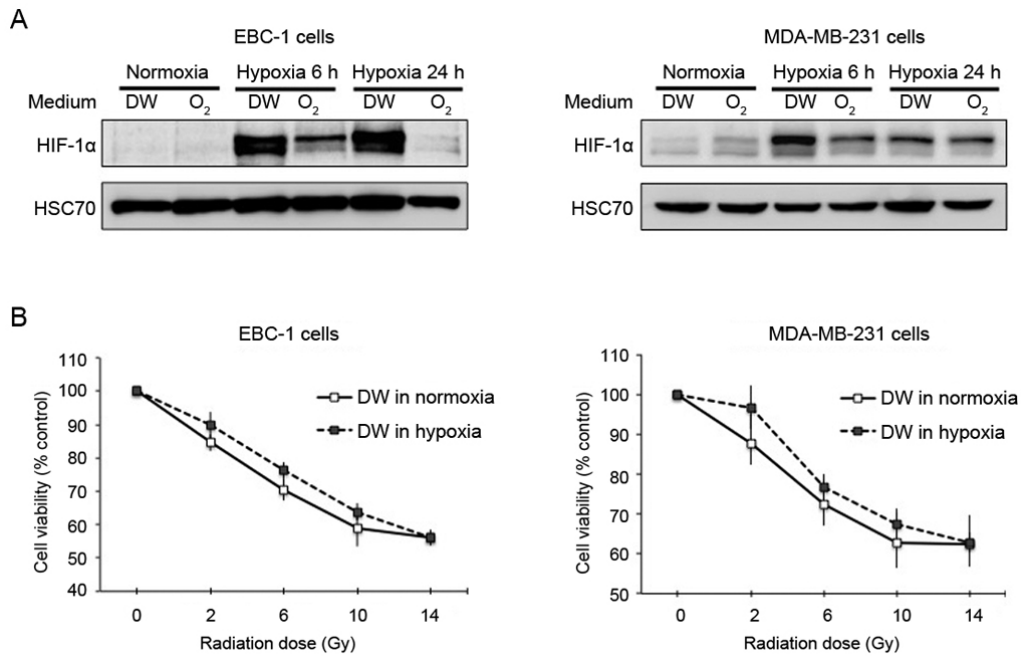 A
EBC-1 cells
Normoxia Hypoxia 6 h Hypoxia 24 h
Medium DW O₂ DW O₂ DW O₂
HIF-1α
HSC70
MDA-MB-231 cells
Normoxia Hypoxia 6 h Hypoxia 24 h
Medium DW O₂ DW O₂ DW O₂
HIF-1α
HSC70
B
EBC-1 cells
Cell viability (% control)
110
100
90
80
70
60
50
40
DW in normoxia
DW in hypoxia
0 2 6 10 14
Radiation dose (Gy)
MDA-MB-231 cells
Cell viability (% control)
110
100
90
80
70
60
50
DW in normoxia
DW in hypoxia
0 2 6 10 14
Radiation dose (Gy)